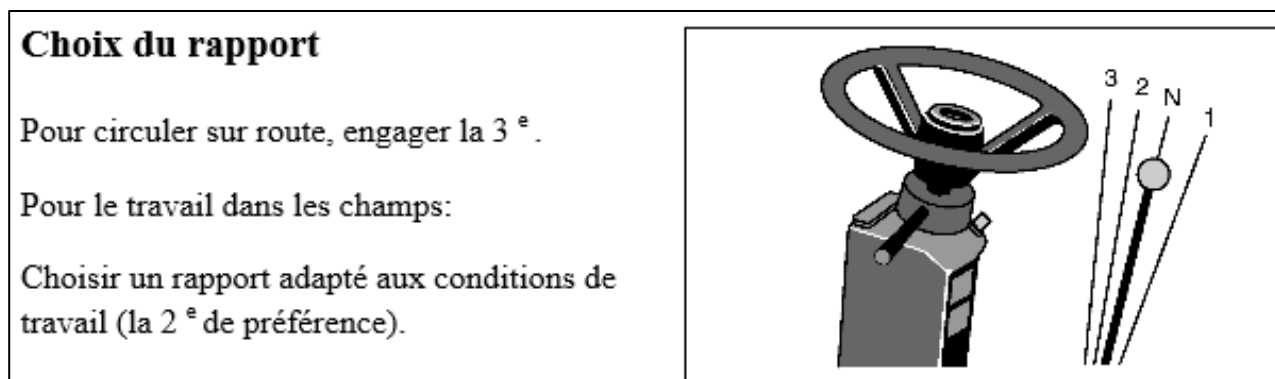 Choix du rapport
Pour circuler sur route, engager la 3 e .
Pour le travail dans les champs:
Choisir un rapport adapté aux conditions de
travail (la 2 e de préférence).
3 2 N 1